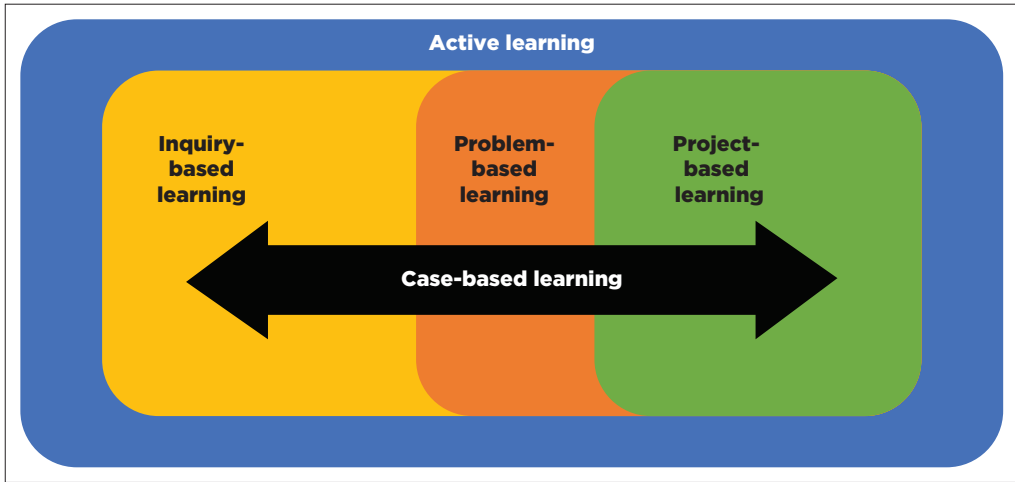 Active learning
Inquiry-
based
learning
Problem-
based
learning
Project-
based
learning
Case-based learning